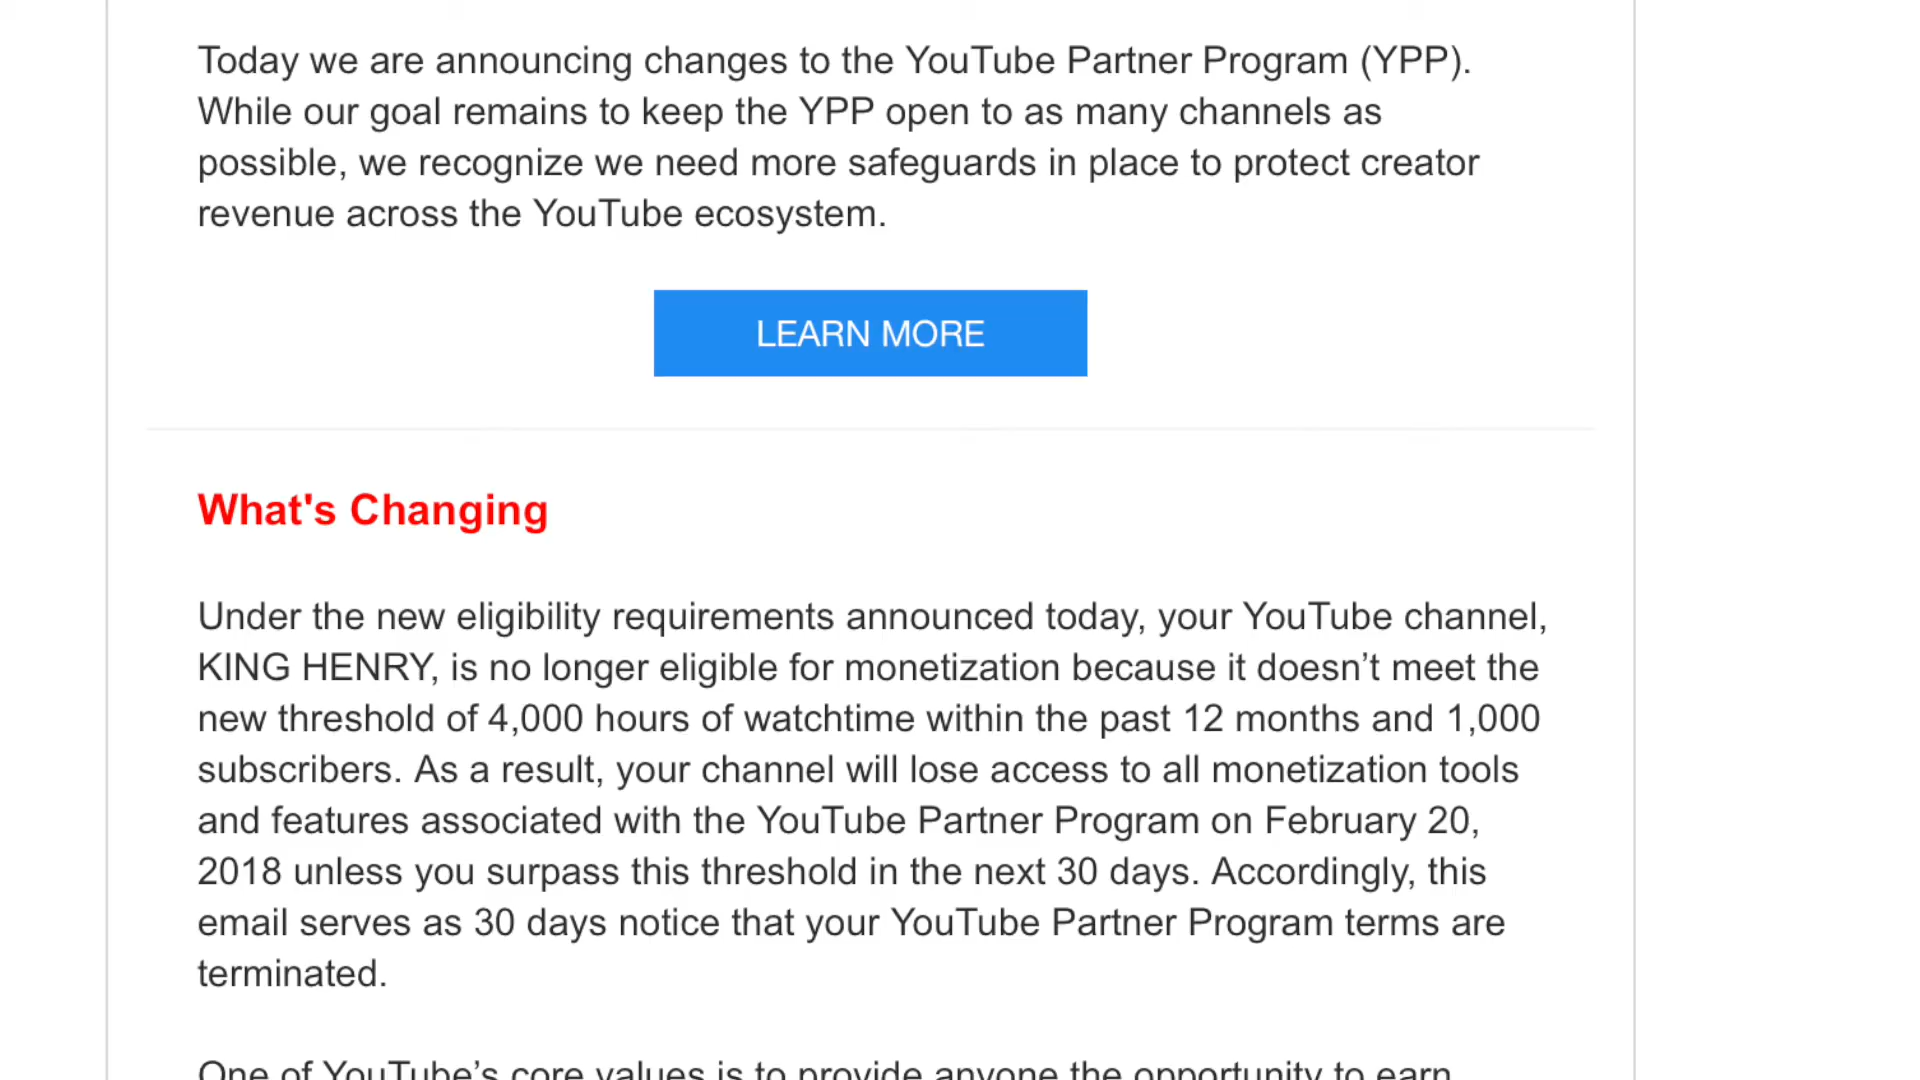 Today we are announcing changes to the YouTube Partner Program (YPP).
While our goal remains to keep the YPP open to as many channels as
possible, we recognize we need more safeguards in place to protect creator
revenue across the YouTube ecosystem.
LEARN MORE
What's Changing
Under the new eligibility requirements announced today, your YouTube channel,
KING HENRY, is no longer eligible for monetization because it doesn’t meet the
new threshold of 4,000 hours of watchtime within the past 12 months and 1,000
subscribers. As a result, your channel will lose access to all monetization tools
and features associated with the YouTube Partner Program on February 20,
2018 unless you surpass this threshold in the next 30 days. Accordingly, this
email serves as 30 days notice that your YouTube Partner Program terms are
terminated.
One of YouTube’s core values is to provide anyone the opportunity to earn